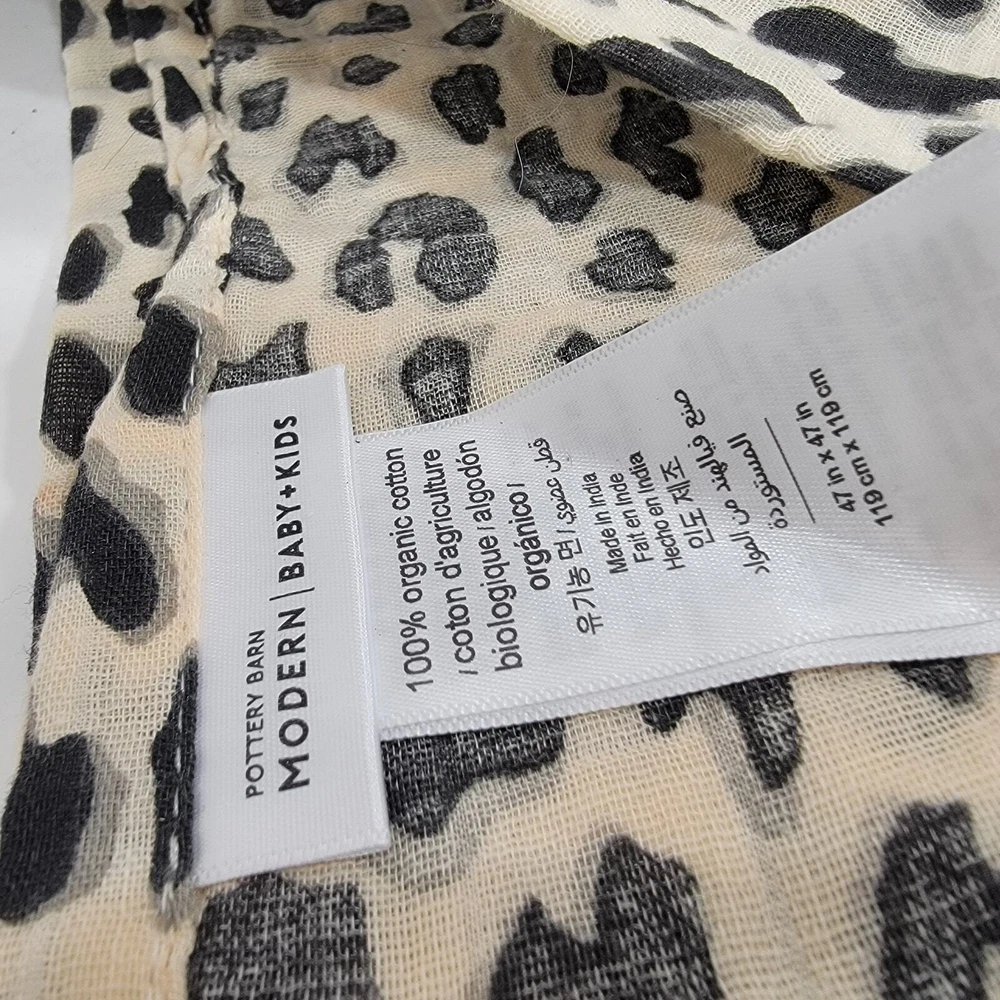 POTTERY BARN
MODERN | BABY+KIDS
100% organic cotton
/coton d'agriculture
biologique / algodón
orgánico /
유기농 면 / قطن عضوي
Made in India
Fait en Inde
Hecho en India
인도 제조
صنع في الهند من المواد
المستوردة
47 in x 47 in
119 cm x 119 cm